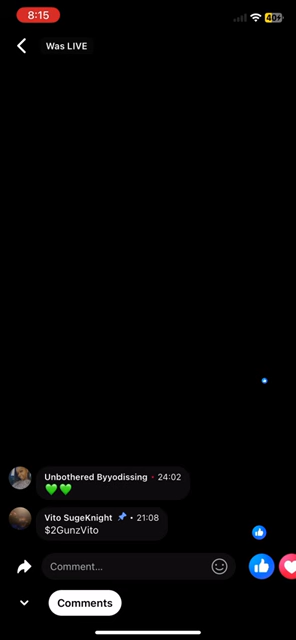 8:15
40
Was LIVE
Unbothered Byyodissing · 24:02
💚💚
Vito SugeKnight 📌 • 21:08
$2GunzVito
Comment...
Comments